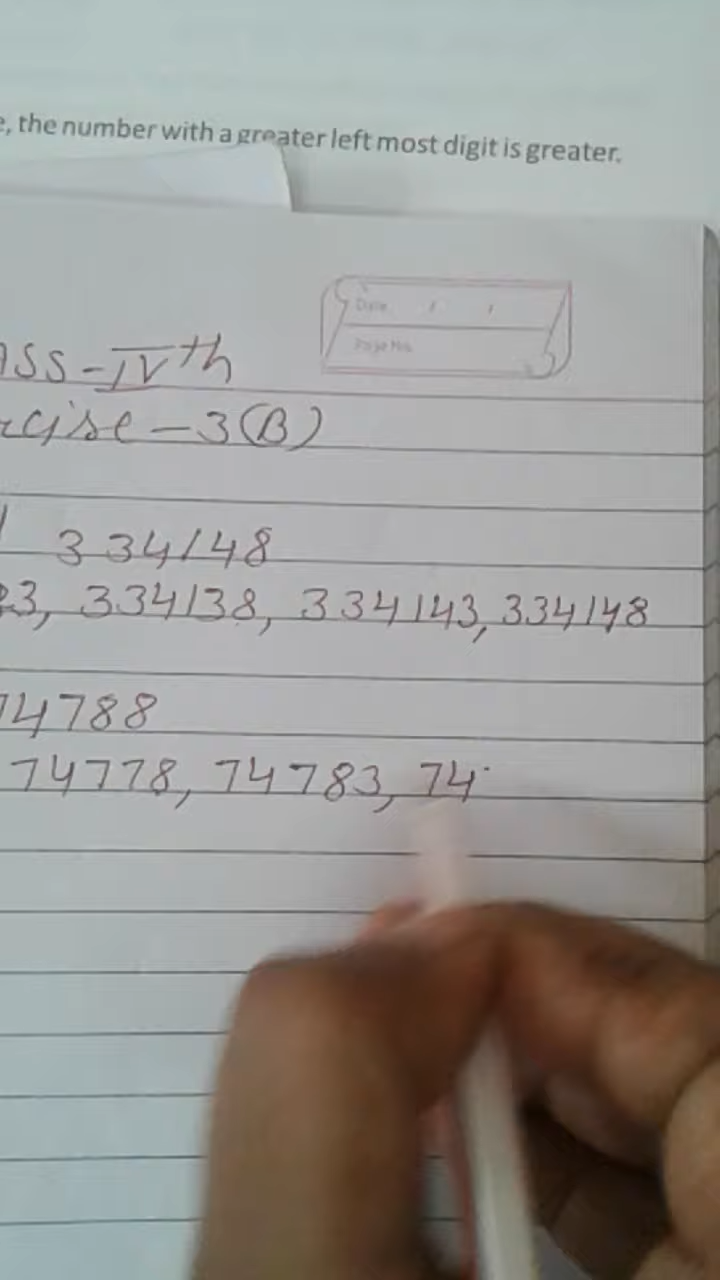 , the number with a greater left most digit is greater.
Date / /
Page No.
ASS-IVth
rcise-3(B)
334148
23, 334138, 334143, 334148
74788
74778, 74783, 74